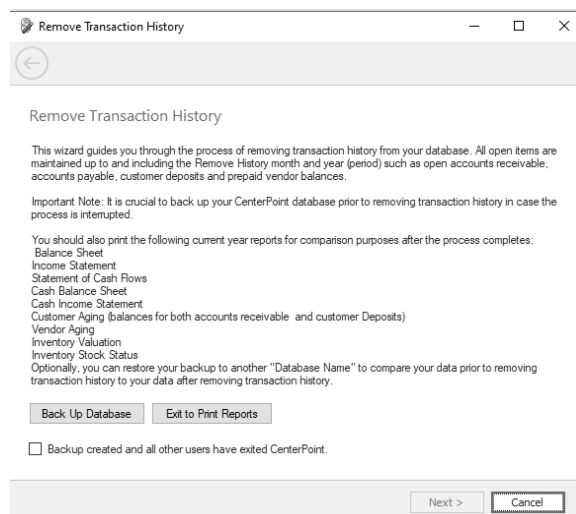 Remove Transaction History
Remove Transaction History
This wizard guides you through the process of removing transaction history from your database. All open items are
maintained up to and including the Remove History month and year (period) such as open accounts receivable,
accounts payable, customer deposits and prepaid vendor balances.
Important Note: It is crucial to back up your CenterPoint database prior to removing transaction history in case the
process is interrupted.
You should also print the following current year reports for comparison purposes after the process completes:
Balance Sheet
Income Statement
Statement of Cash Flows
Cash Balance Sheet
Cash Income Statement
Customer Aging (balances for both accounts receivable and customer Deposits)
Vendor Aging
Inventory Valuation
Inventory Stock Status
Optionally, you can restore your backup to another "Database Name" to compare your data prior to removing
transaction history to your data after removing transaction history.
Back Up Database Exit to Print Reports
Backup created and all other users have exited CenterPoint.
Next > Cancel